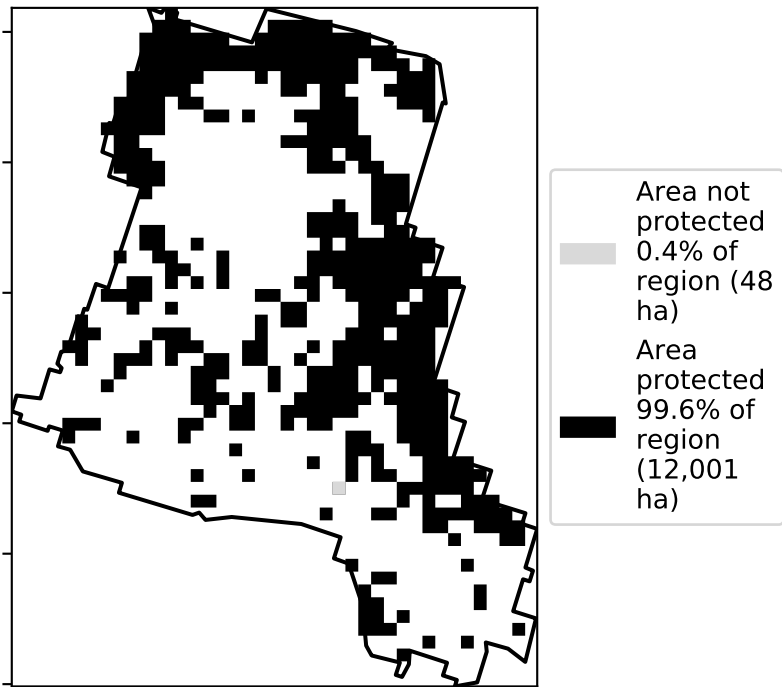 Area not
protected
0.4% of
region (48
ha)
Area
protected
99.6% of
region
(12,001
ha)